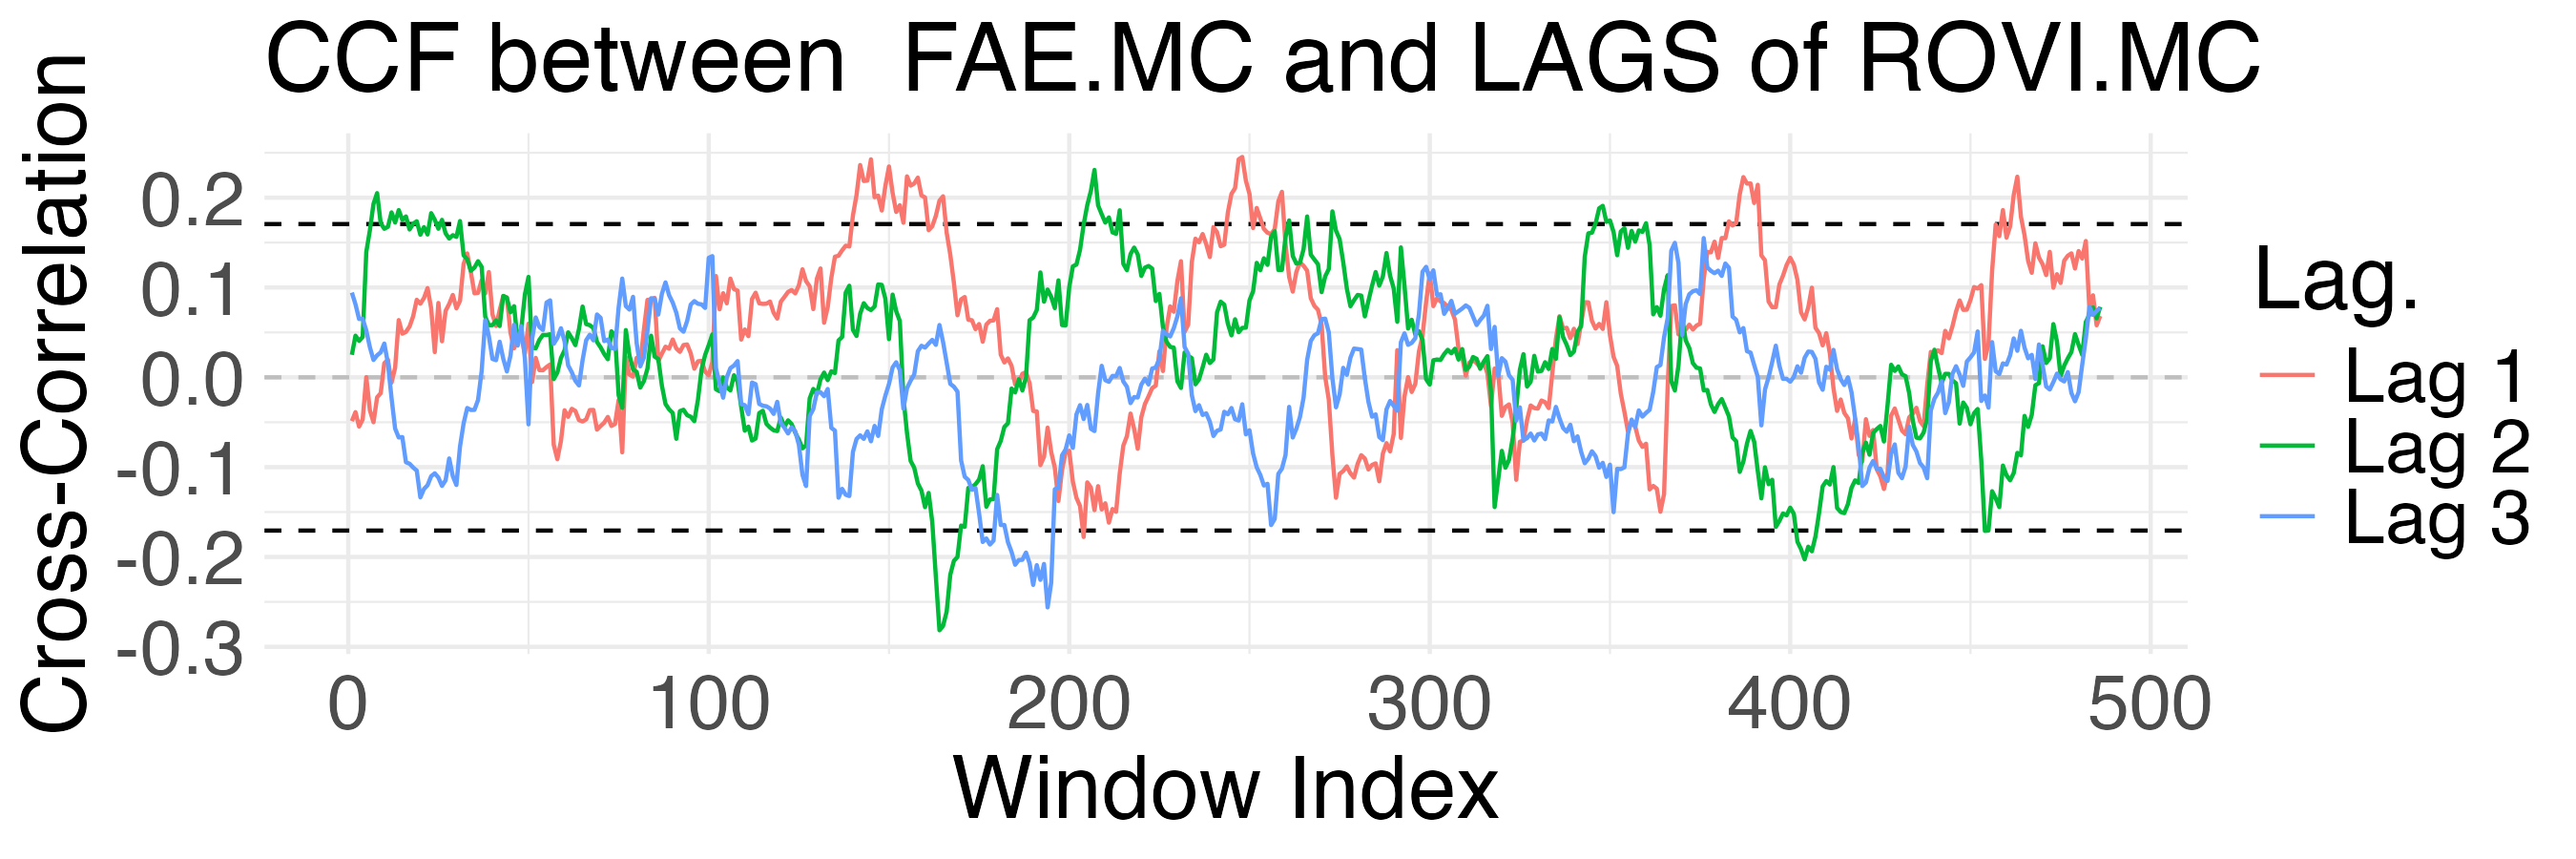 CCF between  FAE.MC and LAGS of ROVI.MC
Cross-Correlation
0.2
0.1
0.0
-0.1
-0.2
-0.3
0 100 200 300 400 500
Window Index
Lag.
Lag 1
Lag 2
Lag 3